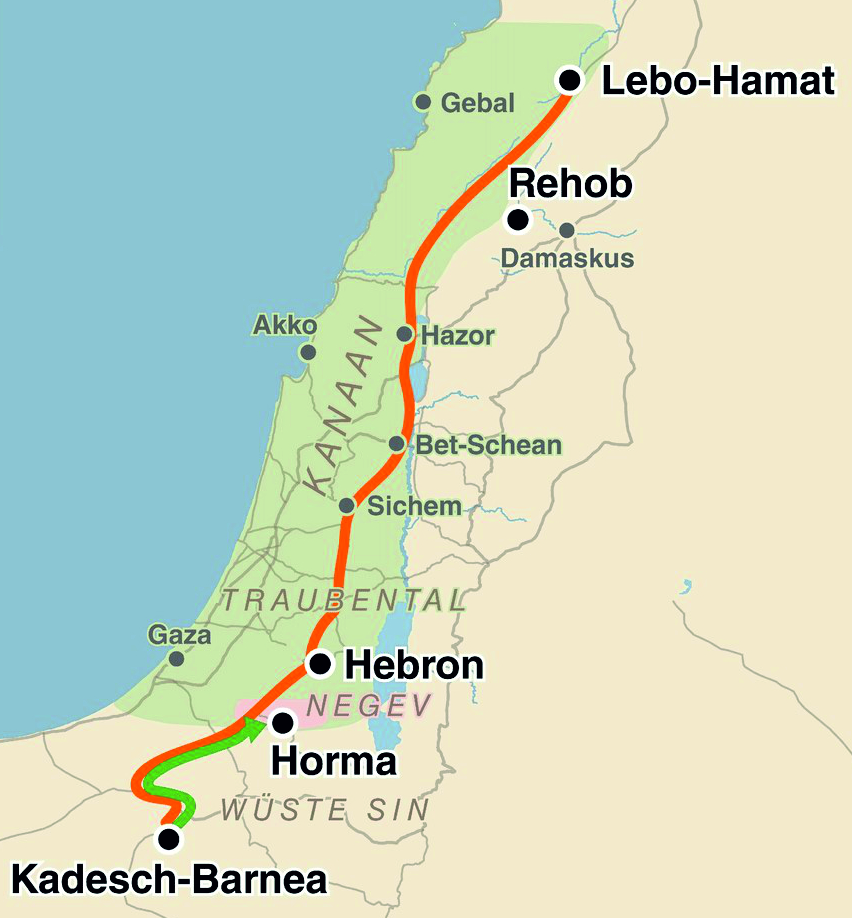 Lebo-Hamat
Gebal
Rehob
Damaskus
Akko
Hazor
KANAAN
Bet-Schean
Sichem
TRAUBENTAL
Gaza
Hebron
NEGEV
Horma
WÜSTE SIN
Kadesch-Barnea